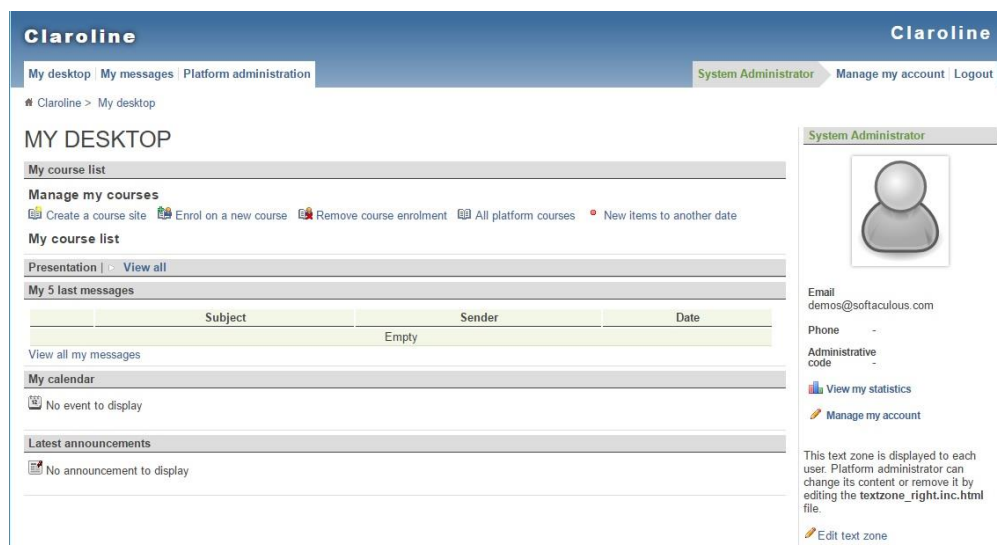 Claroline
Claroline
My desktop My messages Platform administration
System Administrator Manage my account Logout
Claroline > My desktop
MY DESKTOP
My course list
Manage my courses
Create a course site Enrol on a new course Remove course enrolment All platform courses New items to another date
My course list
Presentation | View all
My 5 last messages
Subject Sender Date
Empty
View all my messages
My calendar
No event to display
Latest announcements
No announcement to display
System Administrator
Email
demos@softaculous.com
Phone -
Administrative
code -
View my statistics
Manage my account
This text zone is displayed to each
user. Platform administrator can
change its content or remove it by
editing the textzone_right.inc.html
file.
Edit text zone